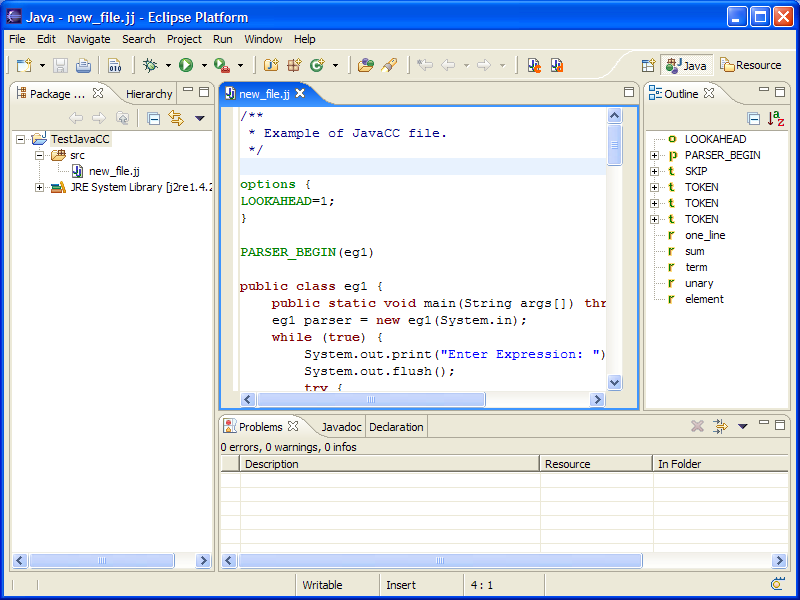 Java - new_file.jj - Eclipse Platform
File Edit Navigate Search Project Run Window Help
010
Java Resource
Package ... Hierarchy
TestJavaCC
src
new_file.jj
JRE System Library [j2re1.4.2
new_file.jj
/**
 * Example of JavaCC file.
 */
options {
LOOKAHEAD=1;
}
PARSER_BEGIN(eg1)
public class eg1 {
    public static void main(String args[]) thr
    eg1 parser = new eg1(System.in);
    while (true) {
        System.out.print("Enter Expression: ")
        System.out.flush();
        try {
Outline
LOOKAHEAD
PARSER_BEGIN
SKIP
TOKEN
TOKEN
TOKEN
one_line
sum
term
unary
element
Problems Javadoc Declaration
0 errors, 0 warnings, 0 infos
Description Resource In Folder
Writable Insert 4 : 1